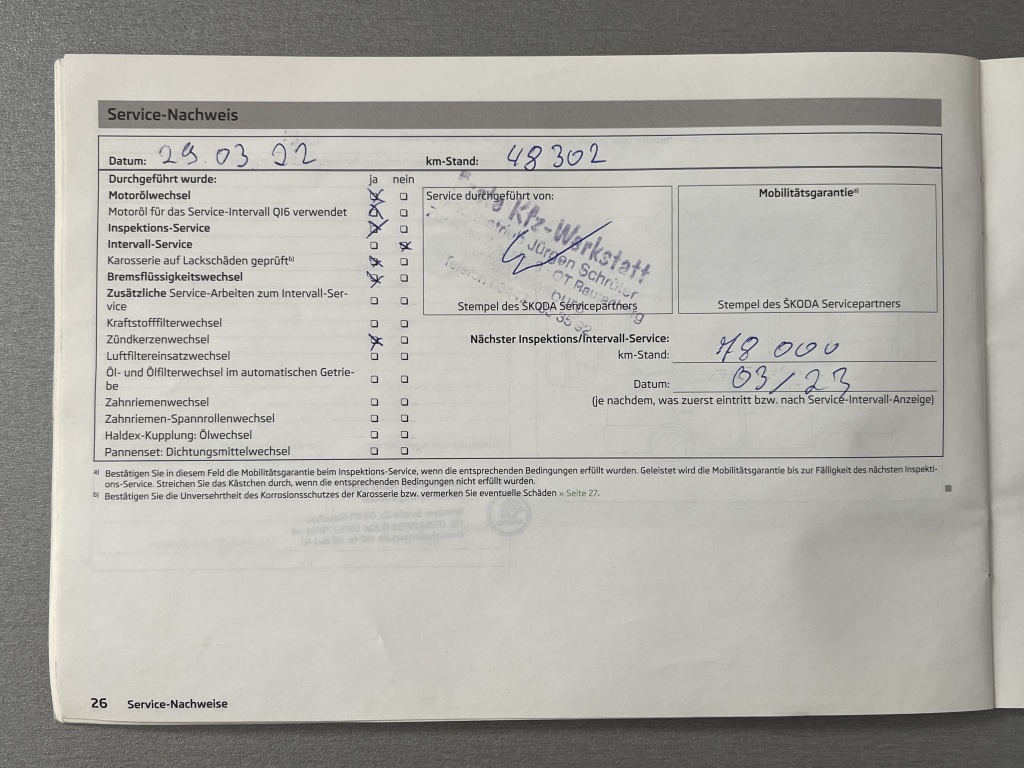 Service-Nachweis
Datum: 29.03 22 km-Stand: 48302
Durchgeführt wurde: ja nein
Motorölwechsel
Motoröl für das Service-Intervall QI6 verwendet
Inspektions-Service
Intervall-Service
Karosserie auf Lackschäden geprüftb)
Bremsflüssigkeitswechsel
Zusätzliche Service-Arbeiten zum Intervall-Ser-
vice
Kraftstofffilterwechsel
Zündkerzenwechsel
Luftfiltereinsatzwechsel
Öl- und Ölfilterwechsel im automatischen Getrie-
be
Zahnriemenwechsel
Zahnriemen-Spannrollenwechsel
Haldex-Kupplung: Ölwechsel
Pannenset: Dichtungsmittelwechsel
Service durchgeführt von:
Kfz-Werkstatt
Jürgen Schröter
OT
Stempel des ŠKODA Servicepartners
Mobilitätsgarantiea)
Stempel des ŠKODA Servicepartners
Nächster Inspektions/Intervall-Service:
km-Stand: 78 000
Datum: 03/23
(je nachdem, was zuerst eintritt bzw. nach Service-Intervall-Anzeige)
a) Bestätigen Sie in diesem Feld die Mobilitätsgarantie beim Inspektions-Service, wenn die entsprechenden Bedingungen erfüllt wurden. Geleistet wird die Mobilitätsgarantie bis zur Fälligkeit des nächsten Inspekti-
ons-Service. Streichen Sie das Kästchen durch, wenn die entsprechenden Bedingungen nicht erfüllt wurden.
b) Bestätigen Sie die Unversehrtheit des Korrosionsschutzes der Karosserie bzw. vermerken Sie eventuelle Schäden » Seite 27.
26 Service-Nachweise